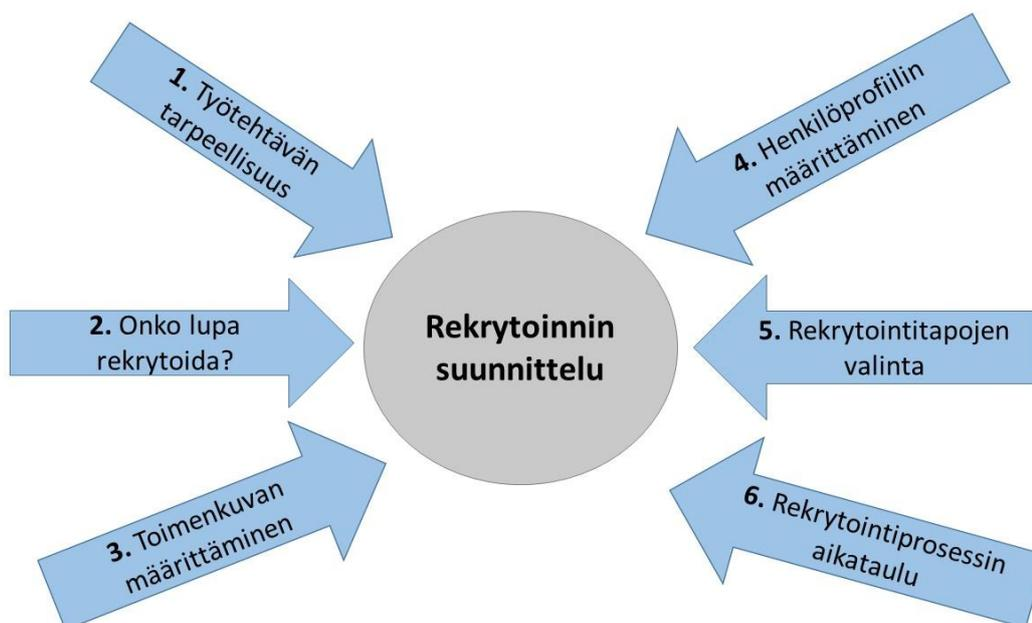 1. Työtehtävän
tarpeellisuus
2. Onko lupa
rekrytoida?
3. Toimenkuvan
määrittäminen
Rekrytoinnin
suunnittelu
4. Henkilöprofiilin
määrittäminen
5. Rekrytointitapojen
valinta
6. Rekrytointiprosessin
aikataulu